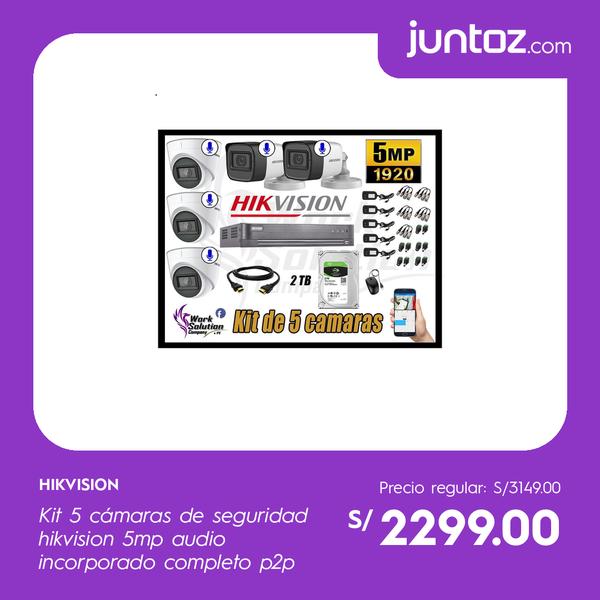 juntoz.com
5MP
1920
HIKVISION
2 TB
Work
Solution
Company
Kit de 5 camaras
HIKVISION
Kit 5 cámaras de seguridad
hikvision 5mp audio
incorporado completo p2p
Precio regular: S/3149.00
S/ 2299.00